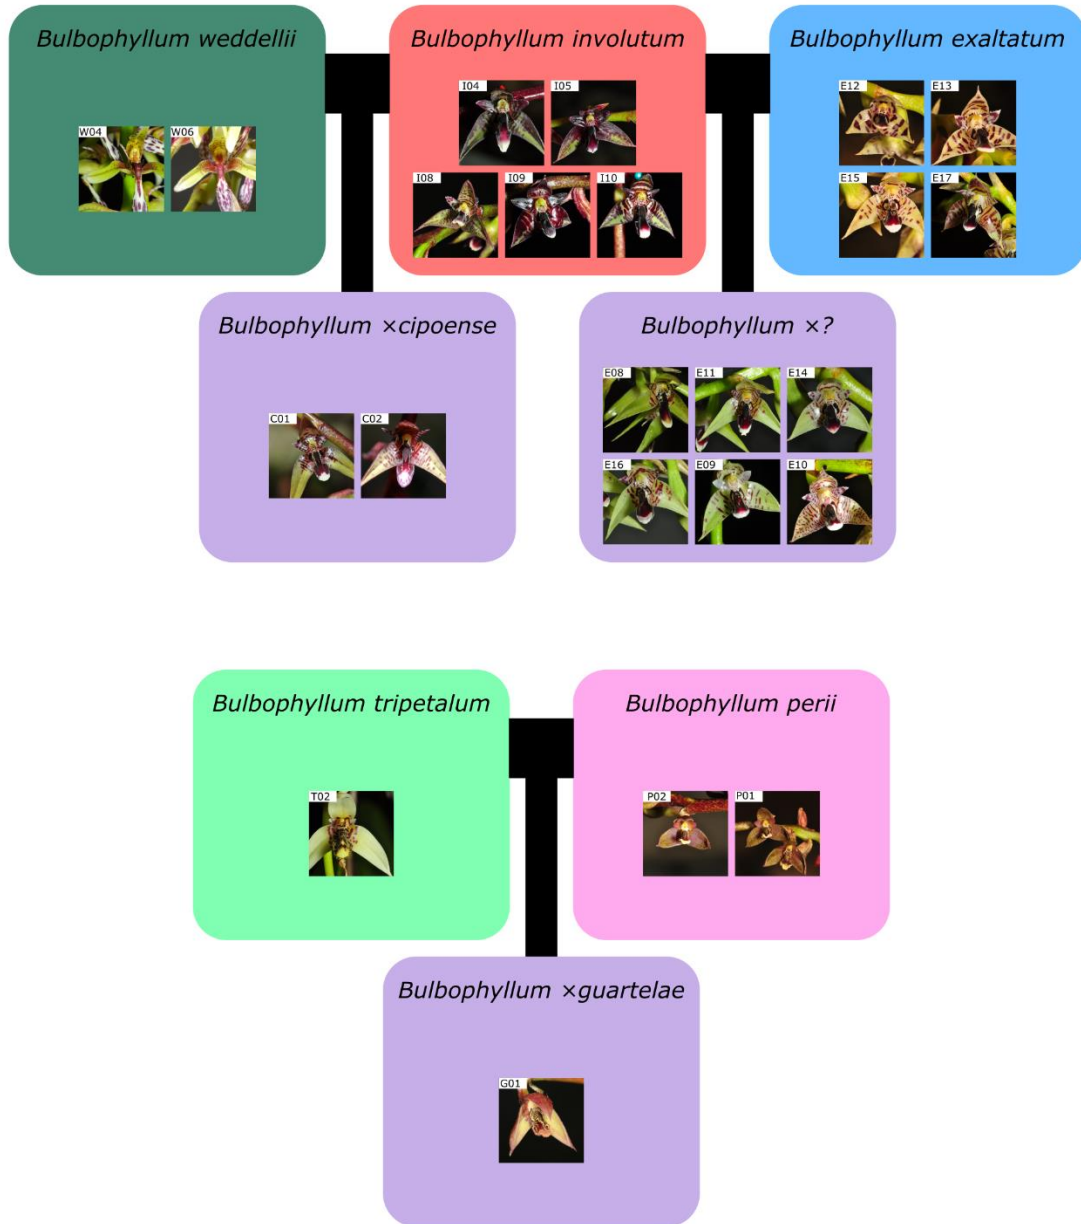 Bulbophyllum weddellii
Bulbophyllum involutum
Bulbophyllum exaltatum
W04 W06
I04 I05
I08 I09 I10
E12 E13
E15 E17
Bulbophyllum ×cipoense
Bulbophyllum ×?
C01 C02
E08 E11 E14
E16 E09 E10
Bulbophyllum tripetalum
Bulbophyllum perii
T02
P02 P01
Bulbophyllum ×guartelae
G01